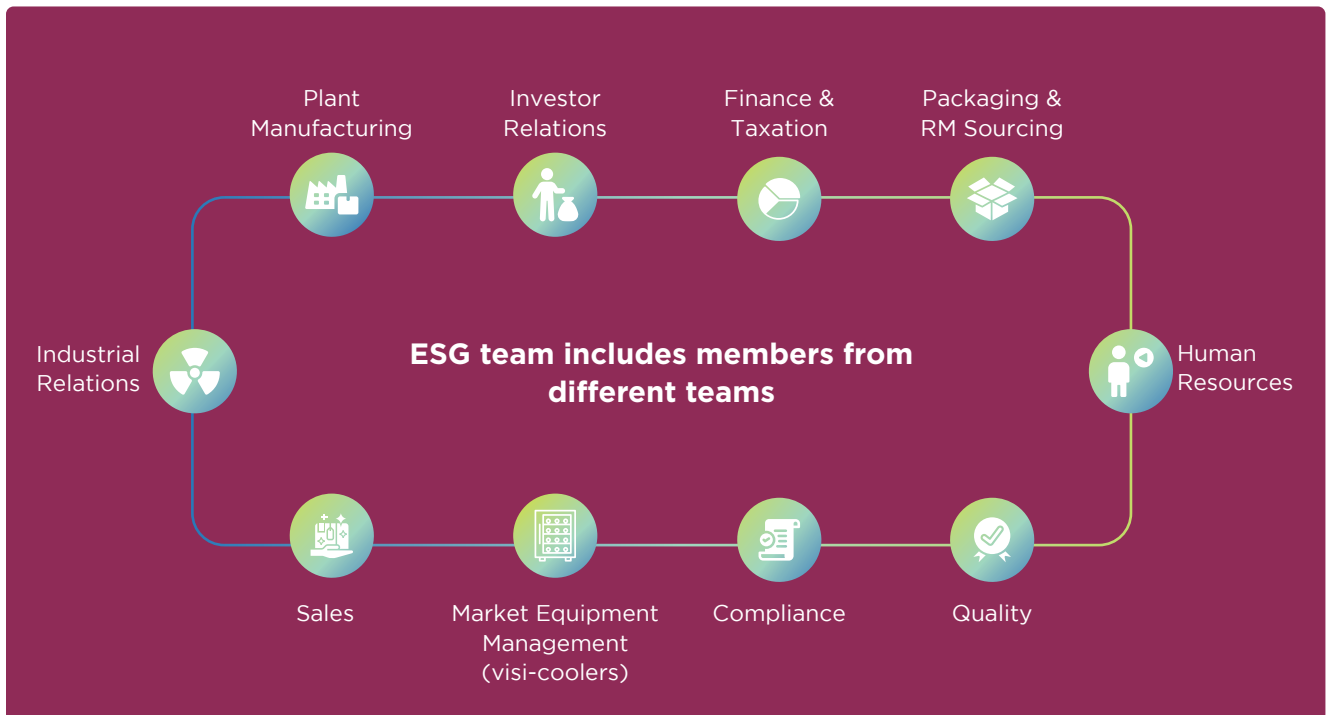 Plant
Manufacturing
Investor
Relations
Finance &
Taxation
Packaging &
RM Sourcing
Industrial
Relations
ESG team includes members from
different teams
Human
Resources
Sales
Market Equipment
Management
(visi-coolers)
Compliance
Quality